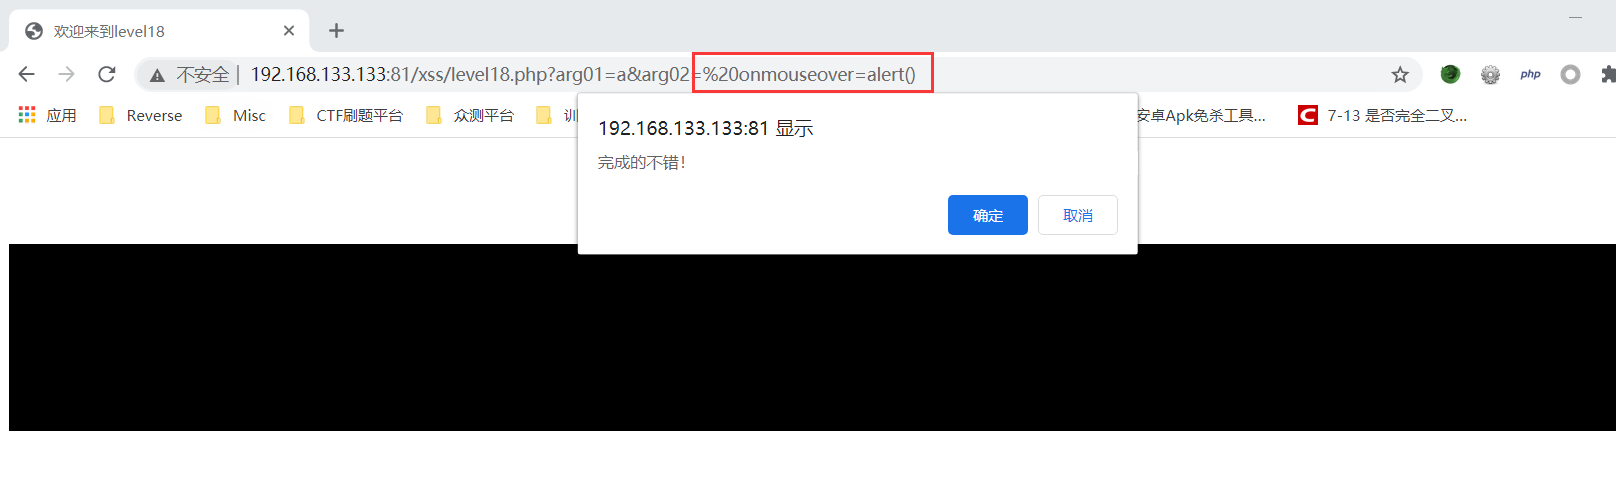 欢迎来到level18
不安全 | 192.168.133.133:81/xss/level18.php?arg01=a&arg02=%20onmouseover=alert()
php
应用 Reverse Misc CTF刷题平台 众测平台 安卓Apk免杀工具... 7-13 是否完全二叉...
192.168.133.133:81 显示
完成的不错!
确定 取消